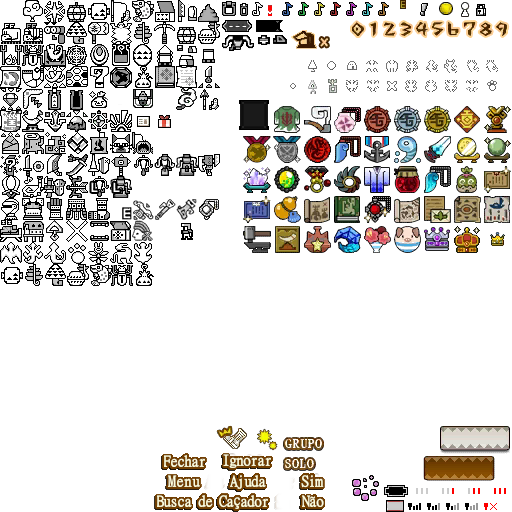 0123456789
x
E
GRUPO
Fechar Ignorar SOLO
Menu Ajuda Sim
Busca de Caçador Não